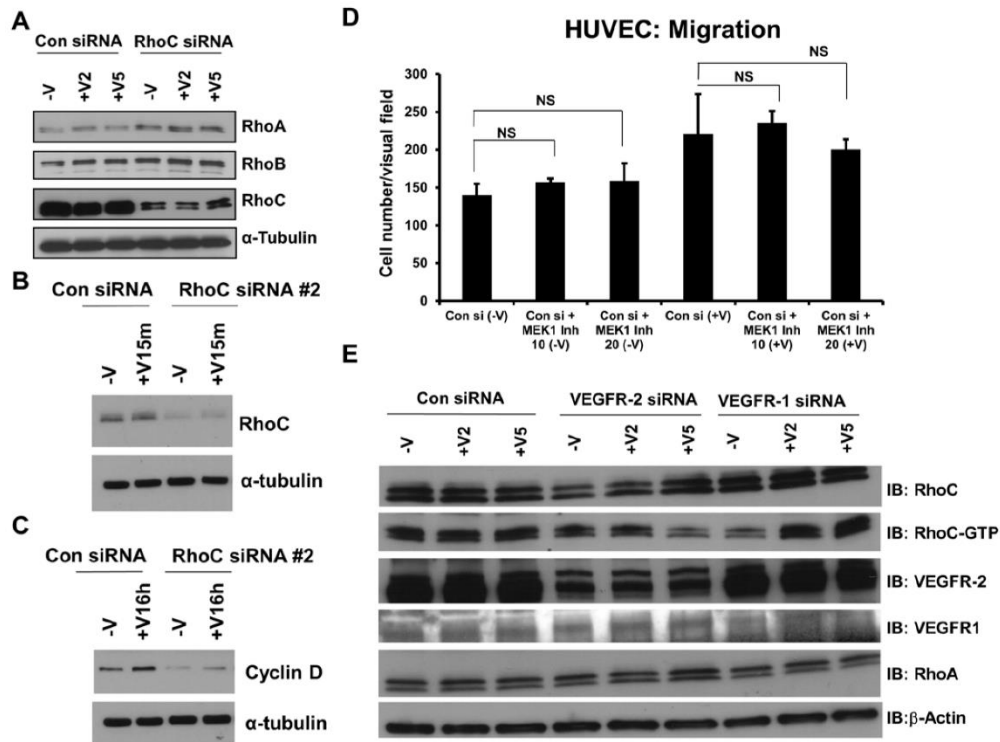 A
Con siRNA RhoC siRNA
-V +V2 +V5 -V +V2 +V5
RhoA
RhoB
RhoC
α-Tubulin
B
Con siRNA RhoC siRNA #2
-V +V15m -V +V15m
RhoC
α-tubulin
C
Con siRNA RhoC siRNA #2
-V +V16h -V +V16h
Cyclin D
α-tubulin
D
HUVEC: Migration
Cell number/visual field
300
250
200
150
100
50
0
NS
NS
NS
NS
Con si (-V) Con si + MEK1 Inh 10 (-V) Con si + MEK1 Inh 20 (-V) Con si (+V) Con si + MEK1 Inh 10 (+V) Con si + MEK1 Inh 20 (+V)
E
Con siRNA VEGFR-2 siRNA VEGFR-1 siRNA
-V +V2 +V5 -V +V2 +V5 -V +V2 +V5
IB: RhoC
IB: RhoC-GTP
IB: VEGFR-2
IB: VEGFR1
IB: RhoA
IB:β-Actin